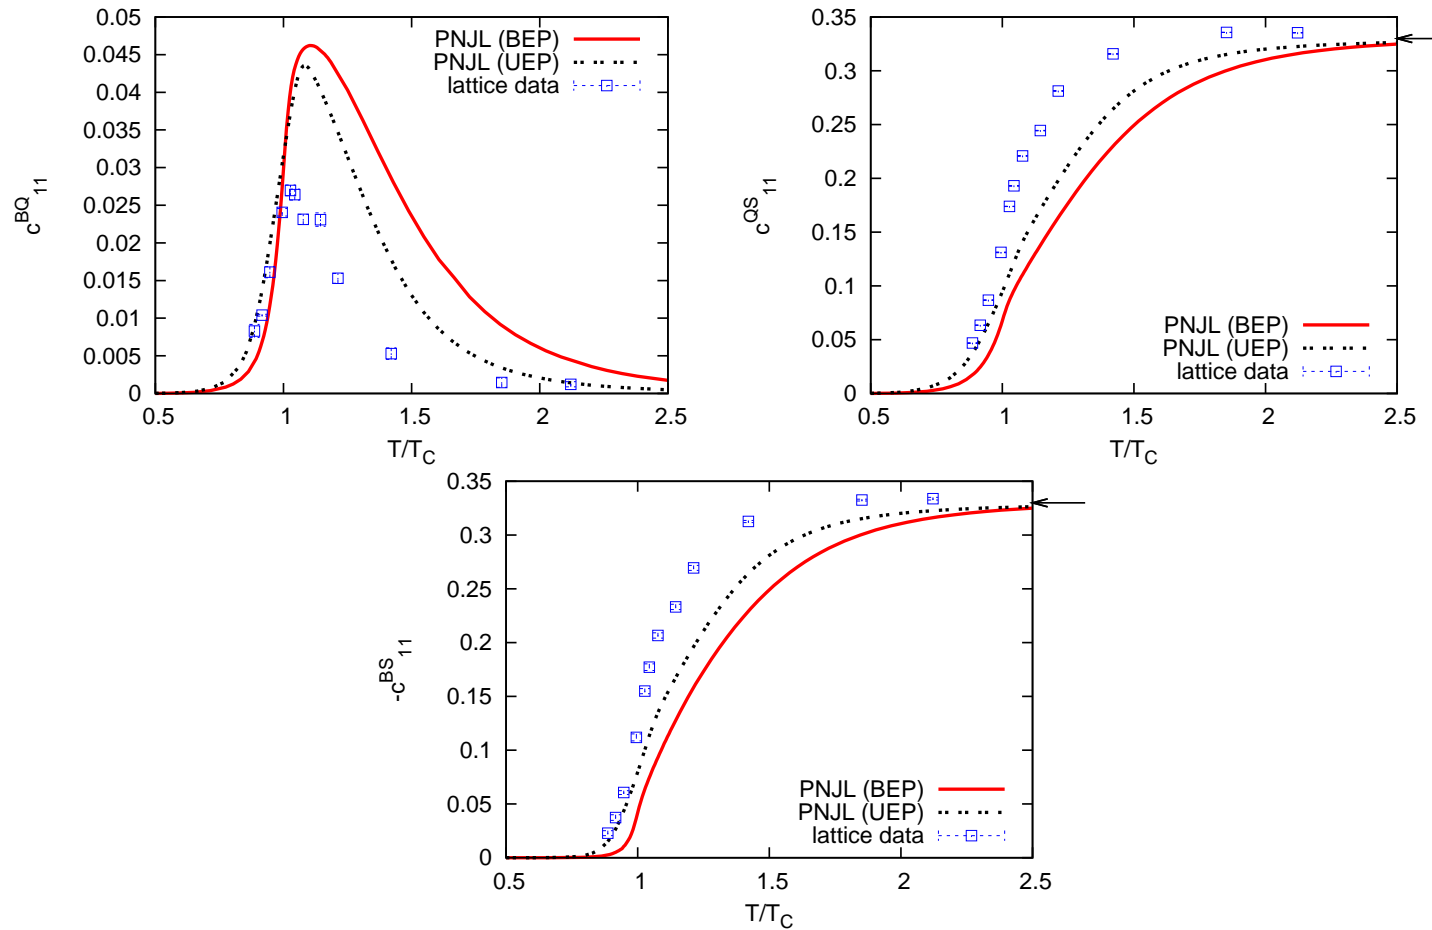 0.05
0.045
0.04
0.035
0.03
0.025
0.02
0.015
0.01
0.005
0
c^BQ_11
PNJL (BEP)
PNJL (UEP)
lattice data
0.5 1 1.5 2 2.5
T/T_C
0.35
0.3
0.25
0.2
0.15
0.1
0.05
0
c^QS_11
PNJL (BEP)
PNJL (UEP)
lattice data
0.5 1 1.5 2 2.5
T/T_C
0.35
0.3
0.25
0.2
0.15
0.1
0.05
0
-c^BS_11
PNJL (BEP)
PNJL (UEP)
lattice data
0.5 1 1.5 2 2.5
T/T_C